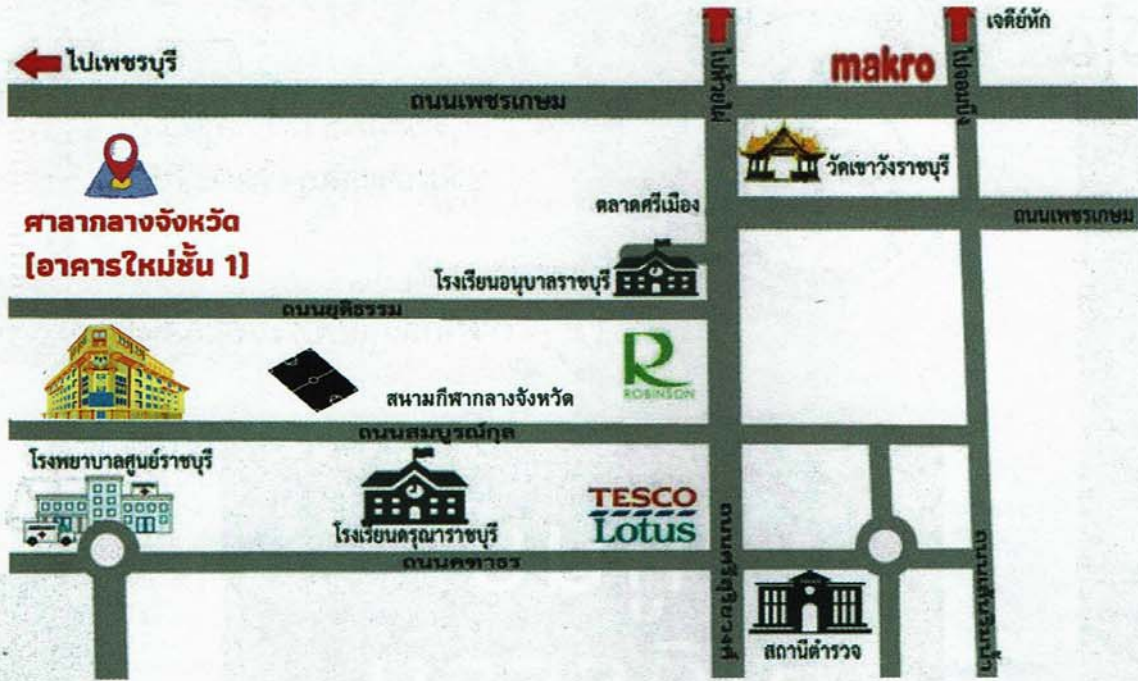 เจดีย์หัก
ไปเพชรบุรี
makro
ไปห้วยไผ่
ไปจอมบึง
ถนนเพชรเกษม
วัดเขาวังราชบุรี
ตลาดศรีเมือง
ถนนเพชรเกษม
ศาลากลางจังหวัด
(อาคารใหม่ชั้น 1)
โรงเรียนอนุบาลราชบุรี
ถนนยุติธรรม
R
ROBINSON
สนามกีฬากลางจังหวัด
ถนนสมบูรณ์กุล
โรงพยาบาลศูนย์ราชบุรี
TESCO
Lotus
โรงเรียนดรุณาราชบุรี
ถนนคฑาธร
ถนนศรีสุริยวงศ์
สถานีตำรวจ